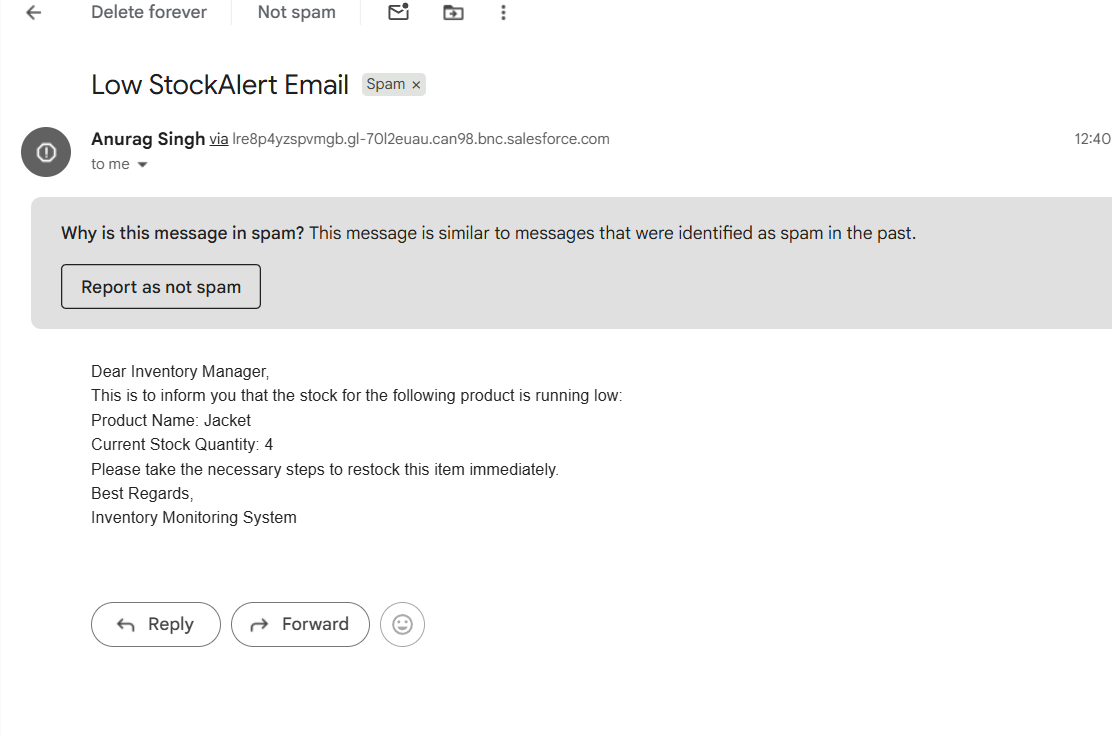 Delete forever Not spam
Low StockAlert Email Spam ×
Anurag Singh via lre8p4yzspvmgb.gl-70l2euau.can98.bnc.salesforce.com 12:40
to me
Why is this message in spam? This message is similar to messages that were identified as spam in the past.
Report as not spam
Dear Inventory Manager,
This is to inform you that the stock for the following product is running low:
Product Name: Jacket
Current Stock Quantity: 4
Please take the necessary steps to restock this item immediately.
Best Regards,
Inventory Monitoring System
Reply Forward